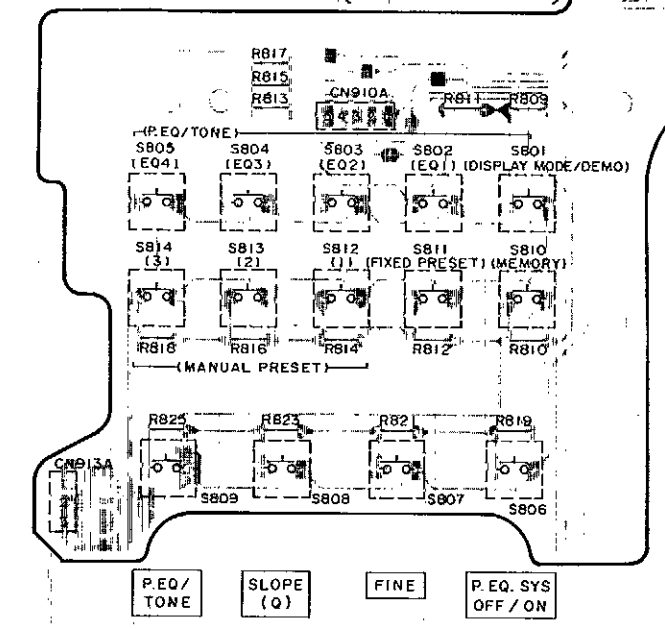 R817
R815
R813
CN910A
R811 R809
(P.EQ/TONE)
S805 S804 S803 S802 S801
(EQ4) (EQ3) (EQ2) (EQ1) (DISPLAY MODE/DEMO)
S814 S813 S812 S811 S810
(3) (2) (1) (FIXED PRESET) (MEMORY)
R818 R816 R814 R812 R810
(MANUAL PRESET)
R825 R823 R82 R819
CN913A
S809 S808 S807 S806
P.EQ/ TONE
SLOPE (Q)
FINE
P.EQ.SYS OFF/ON